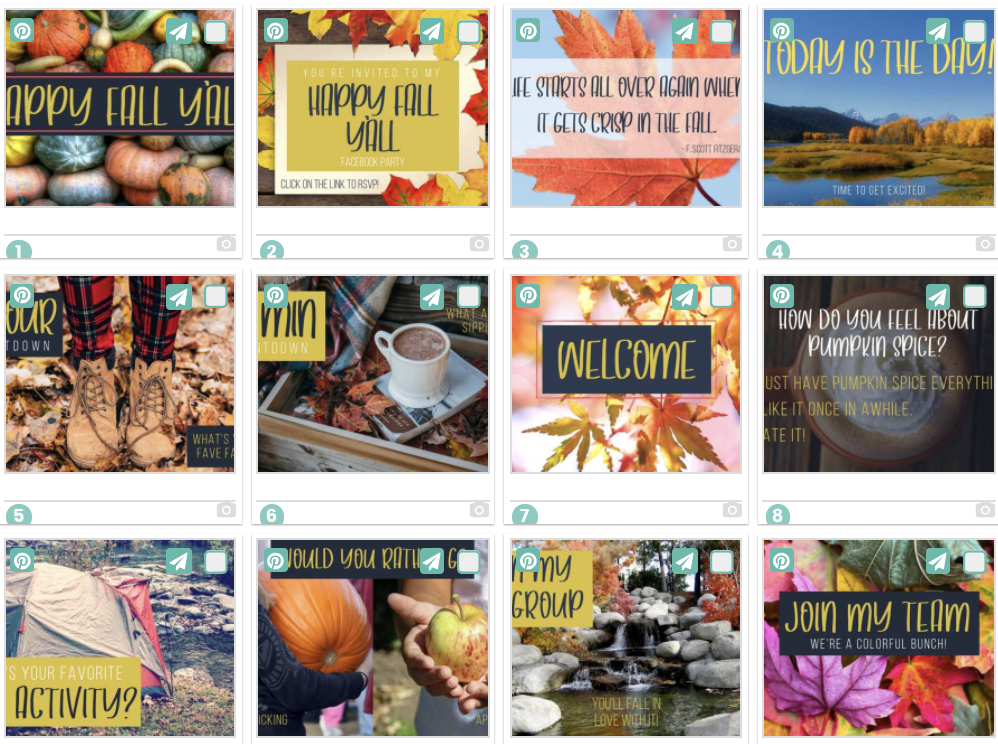 APPY FALL Y'AL
YOU'RE INVITED TO MY
HAPPY FALL
Y'ALL
FACEBOOK PARTY
CLICK ON THE LINK TO RSVP!
IFE STARTS ALL OVER AGAIN WHEN
IT GETS CRISP IN THE FALL.
- F. SCOTT FITZGERA
TODAY IS THE DAY!
TIME TO GET EXCITED!
1
2
3
4
OUR
TDOWN
WHAT'S
FAVE FA
MIN
NTDOWN
WHAT A
SIPPI
WELCOME
HOW DO YOU FEEL ABOUT
PUMPKIN SPICE?
UST HAVE PUMPKIN SPICE EVERYTHI
LIKE IT ONCE IN AWHILE.
ATE IT!
5
6
7
8
'S YOUR FAVORITE
ACTIVITY?
WOULD YOU RATH GO
ICKING
AP
N MY
GROUP
YOU'LL FALL IN
LOVE WITH IT!
JOIN MY TEAM
WE'RE A COLORFUL BUNCH!